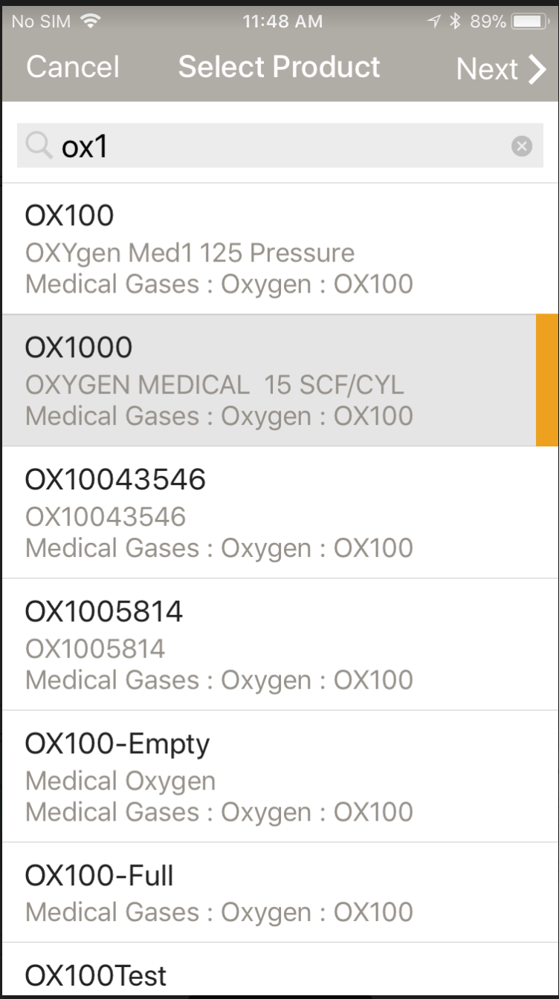 No SIM 11:48 AM 89%
Cancel Select Product Next
ox1
OX100
OXYgen Med1 125 Pressure
Medical Gases : Oxygen : OX100
OX1000
OXYGEN MEDICAL  15 SCF/CYL
Medical Gases : Oxygen : OX100
OX10043546
OX10043546
Medical Gases : Oxygen : OX100
OX1005814
OX1005814
Medical Gases : Oxygen : OX100
OX100-Empty
Medical Oxygen
Medical Gases : Oxygen : OX100
OX100-Full
Medical Gases : Oxygen : OX100
OX100Test